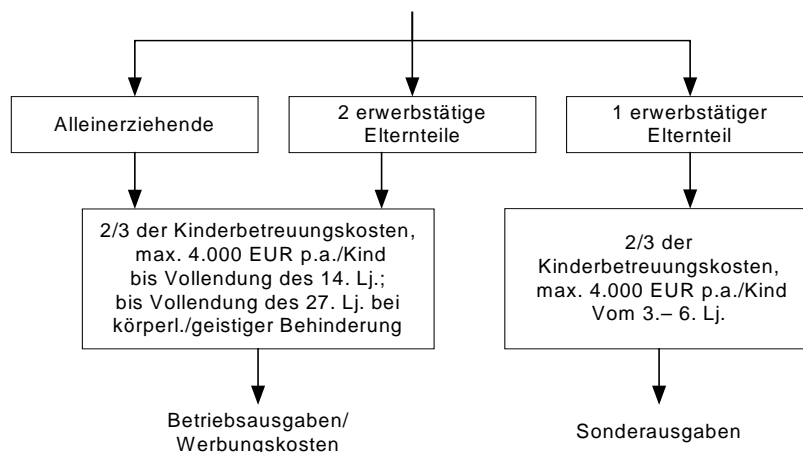 Alleinerziehende
2 erwerbstätige
Elternteile
1 erwerbstätiger
Elternteil
2/3 der Kinderbetreuungskosten,
max. 4.000 EUR p.a./Kind
bis Vollendung des 14. Lj.;
bis Vollendung des 27. Lj. bei
körperl./geistiger Behinderung
2/3 der
Kinderbetreuungskosten,
max. 4.000 EUR p.a./Kind
Vom 3.– 6. Lj.
Betriebsausgaben/
Werbungskosten
Sonderausgaben